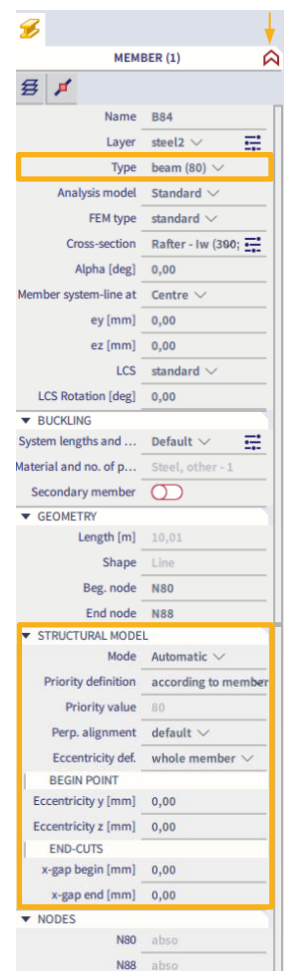 MEMBER (1)
Name B84
Layer steel2
Type beam (80)
Analysis model Standard
FEM type standard
Cross-section Rafter - Iw (300;
Alpha [deg] 0,00
Member system-line at Centre
ey [mm] 0,00
ez [mm] 0,00
LCS standard
LCS Rotation [deg] 0,00
BUCKLING
System lengths and ... Default
Material and no. of p... Steel, other - 1
Secondary member
GEOMETRY
Length [m] 10,01
Shape Line
Beg. node N80
End node N88
STRUCTURAL MODEL
Mode Automatic
Priority definition according to member
Priority value 80
Perp. alignment default
Eccentricity def. whole member
BEGIN POINT
Eccentricity y [mm] 0,00
Eccentricity z [mm] 0,00
END-CUTS
x-gap begin [mm] 0,00
x-gap end [mm] 0,00
NODES
N80 abso
N88 abso